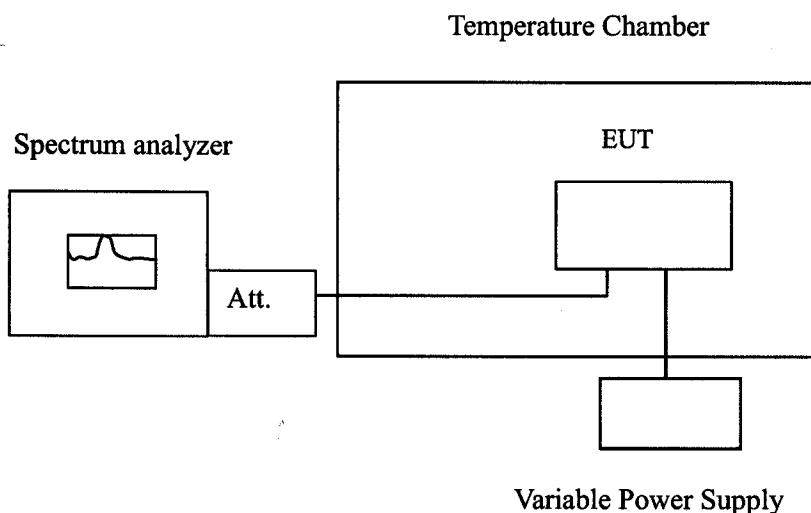 Temperature Chamber
Spectrum analyzer
EUT
Att.
Variable Power Supply